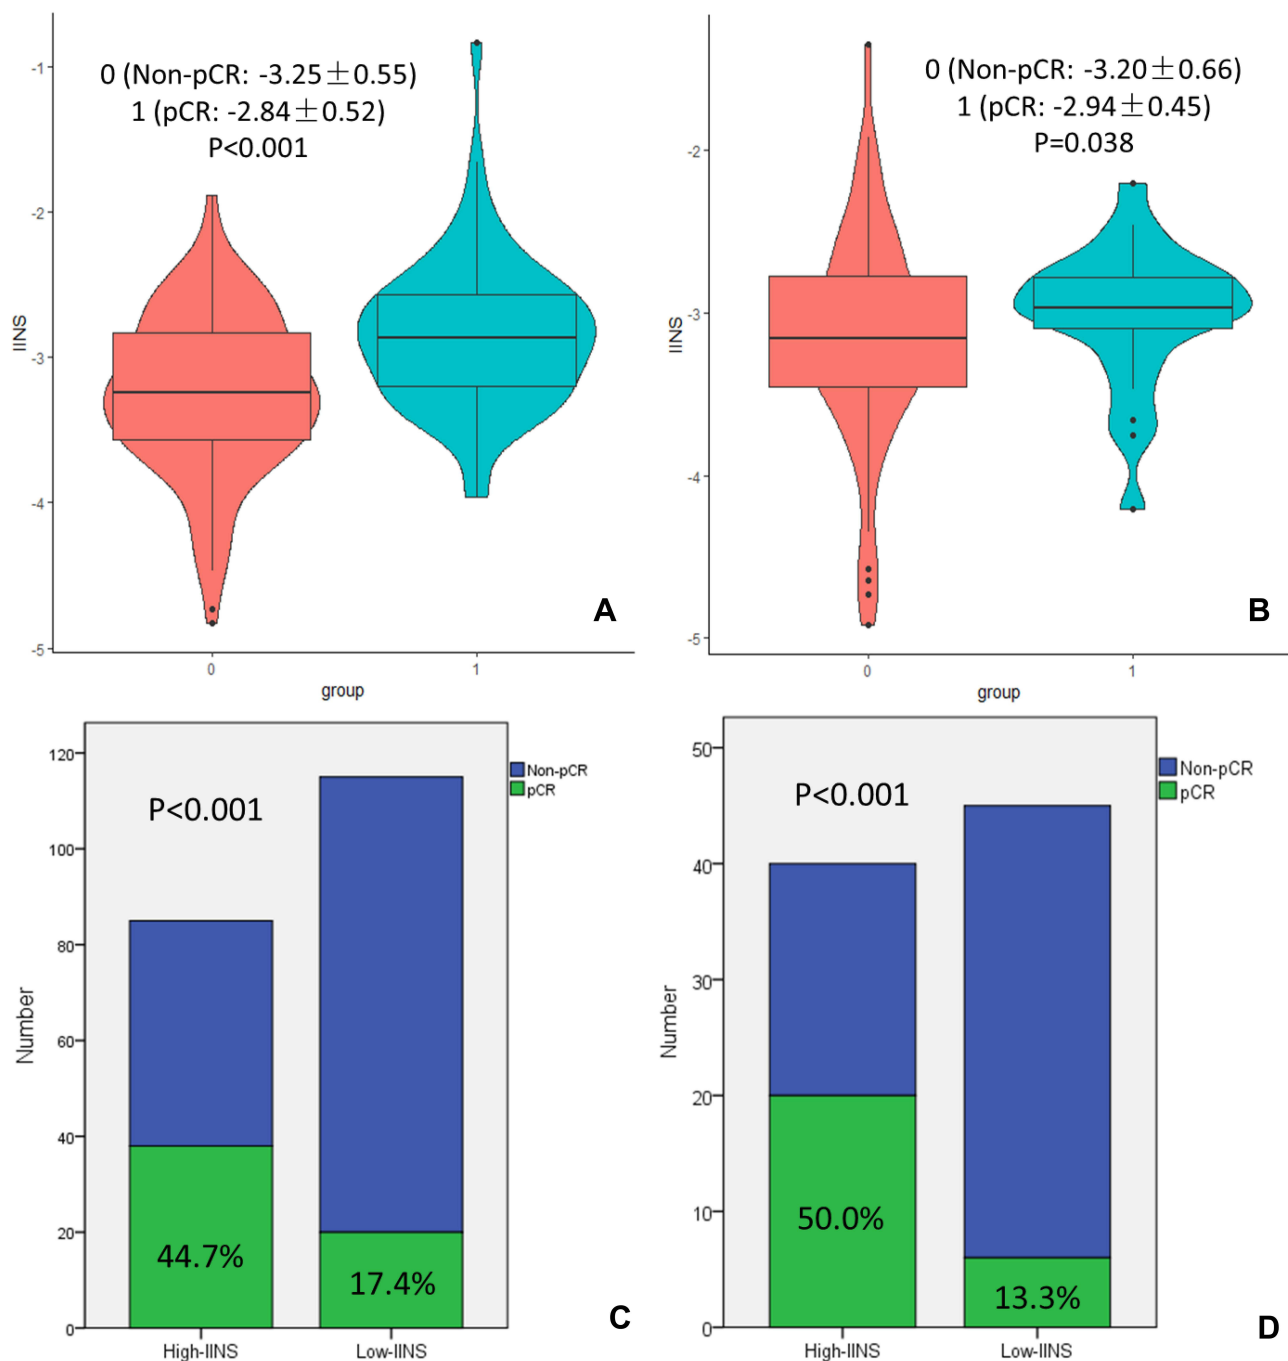 0 (Non-pCR: -3.25±0.55)
1 (pCR: -2.84±0.52)
P<0.001
-1
-2
-3
-4
-5
IINS
0
1
group
A
0 (Non-pCR: -3.20±0.66)
1 (pCR: -2.94±0.45)
P=0.038
-2
-3
-4
-5
IINS
0
1
group
B
120
100
80
60
40
20
0
Number
P<0.001
Non-pCR
pCR
44.7%
17.4%
High-IINS
Low-IINS
C
50
40
30
20
10
0
Number
P<0.001
Non-pCR
pCR
50.0%
13.3%
High-IINS
Low-IINS
D